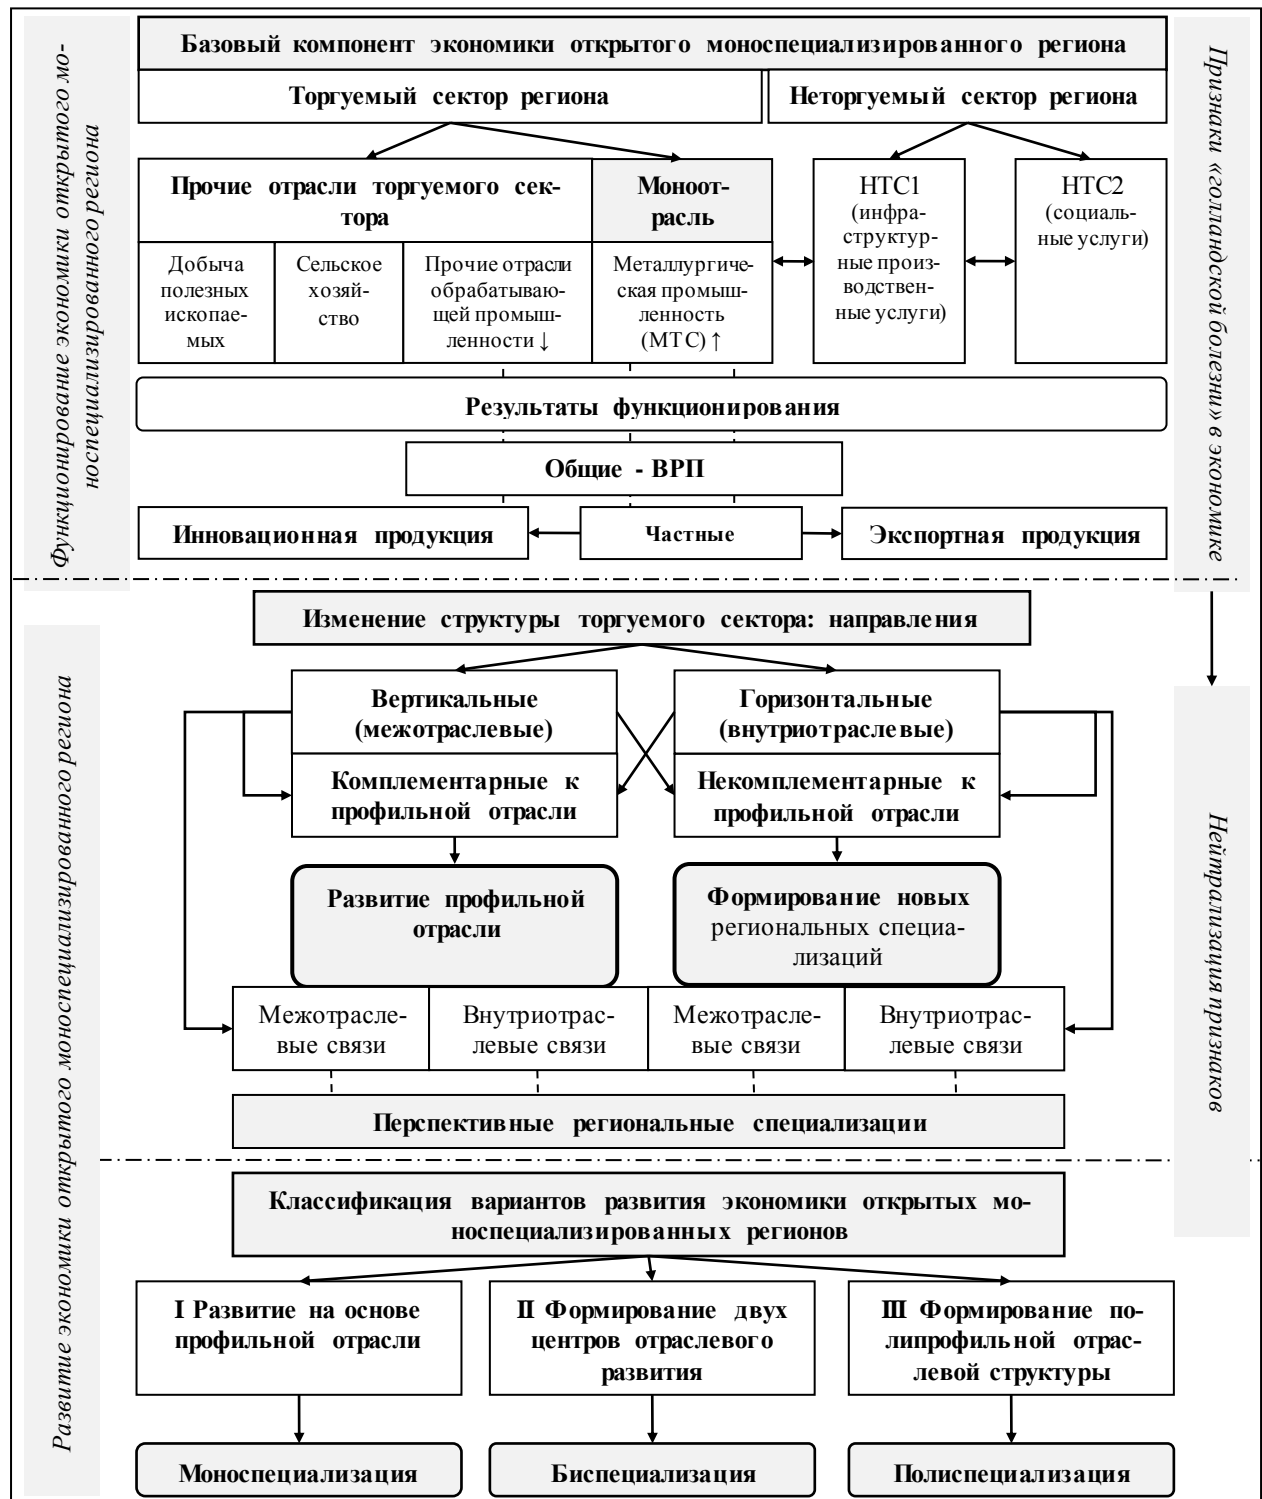 Функционирование экономики открытого мо-
носпециализированного региона
Базовый компонент экономики открытого моноспециализированного региона
Торгуемый сектор региона
Неторгуемый сектор региона
Прочие отрасли торгуемого сек-
тора
Моноот-
расль
НТС1
(инфра-
структур-
ные произ-
водствен-
ные услуги)
НТС2
(социаль-
ные услуги)
Добыча
полезных
ископае-
мых
Сельское
хозяй-
ство
Прочие отрасли
обрабатываю-
щей промыш-
ленности ↓
Металлургиче-
ская промыш-
ленность
(МТС) ↑
Результаты функционирования
Общие - ВРП
Инновационная продукция
Частные
Экспортная продукция
Признаки «голландской болезни» в экономике
Развитие экономики открытого моноспециализированного региона
Изменение структуры торгуемого сектора: направления
Вертикальные
(межотраслевые)
Горизонтальные
(внутриотраслевые)
Комплементарные к
профильной отрасли
Некомплементарные к
профильной отрасли
Развитие профильной
отрасли
Формирование новых
региональных специа-
лизаций
Межотрасле-
вые связи
Внутриотрас-
левые связи
Межотрасле-
вые связи
Внутриотрас-
левые связи
Перспективные региональные специализации
Нейтрализация признаков
Классификация вариантов развития экономики открытых мо-
носпециализированных регионов
I Развитие на основе
профильной отрасли
II Формирование двух
центров отраслевого
развития
III Формирование по-
липрофильной отрас-
левой структуры
Моноспециализация
Биспециализация
Полиспециализация